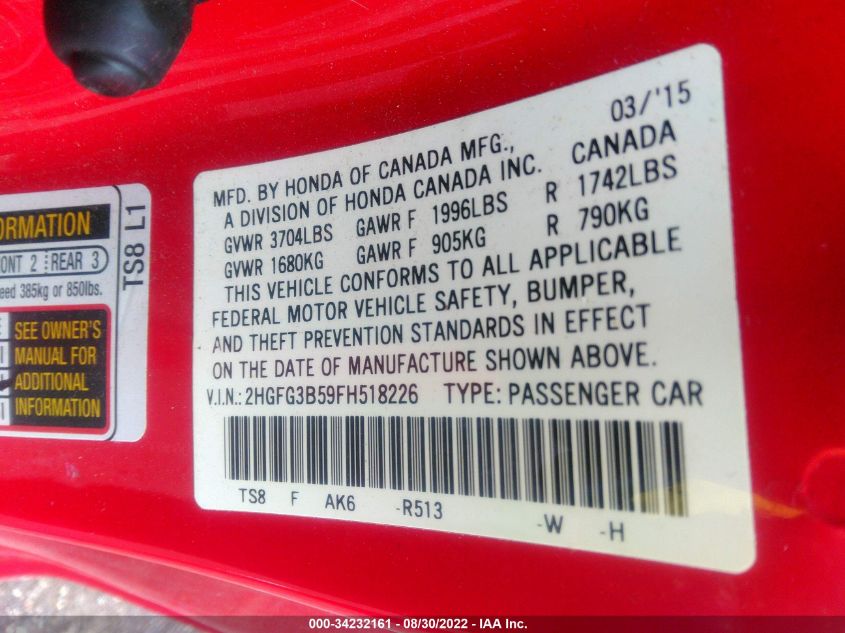 ORMATION
ONT 2 REAR 3
eed 385kg or 850lbs.
SEE OWNER'S
MANUAL FOR
ADDITIONAL
INFORMATION
TS8 L1
03/'15
MFD. BY HONDA OF CANADA MFG.,
A DIVISION OF HONDA CANADA INC. CANADA
GVWR 3704LBS GAWR F 1996LBS R 1742LBS
GVWR 1680KG GAWR F 905KG R 790KG
THIS VEHICLE CONFORMS TO ALL APPLICABLE
FEDERAL MOTOR VEHICLE SAFETY, BUMPER,
AND THEFT PREVENTION STANDARDS IN EFFECT
ON THE DATE OF MANUFACTURE SHOWN ABOVE.
V.I.N.: 2HGFG3B59FH518226 TYPE: PASSENGER CAR
TS8 F AK6 -R513 -W -H
000-34232161 - 08/30/2022 - IAA Inc.